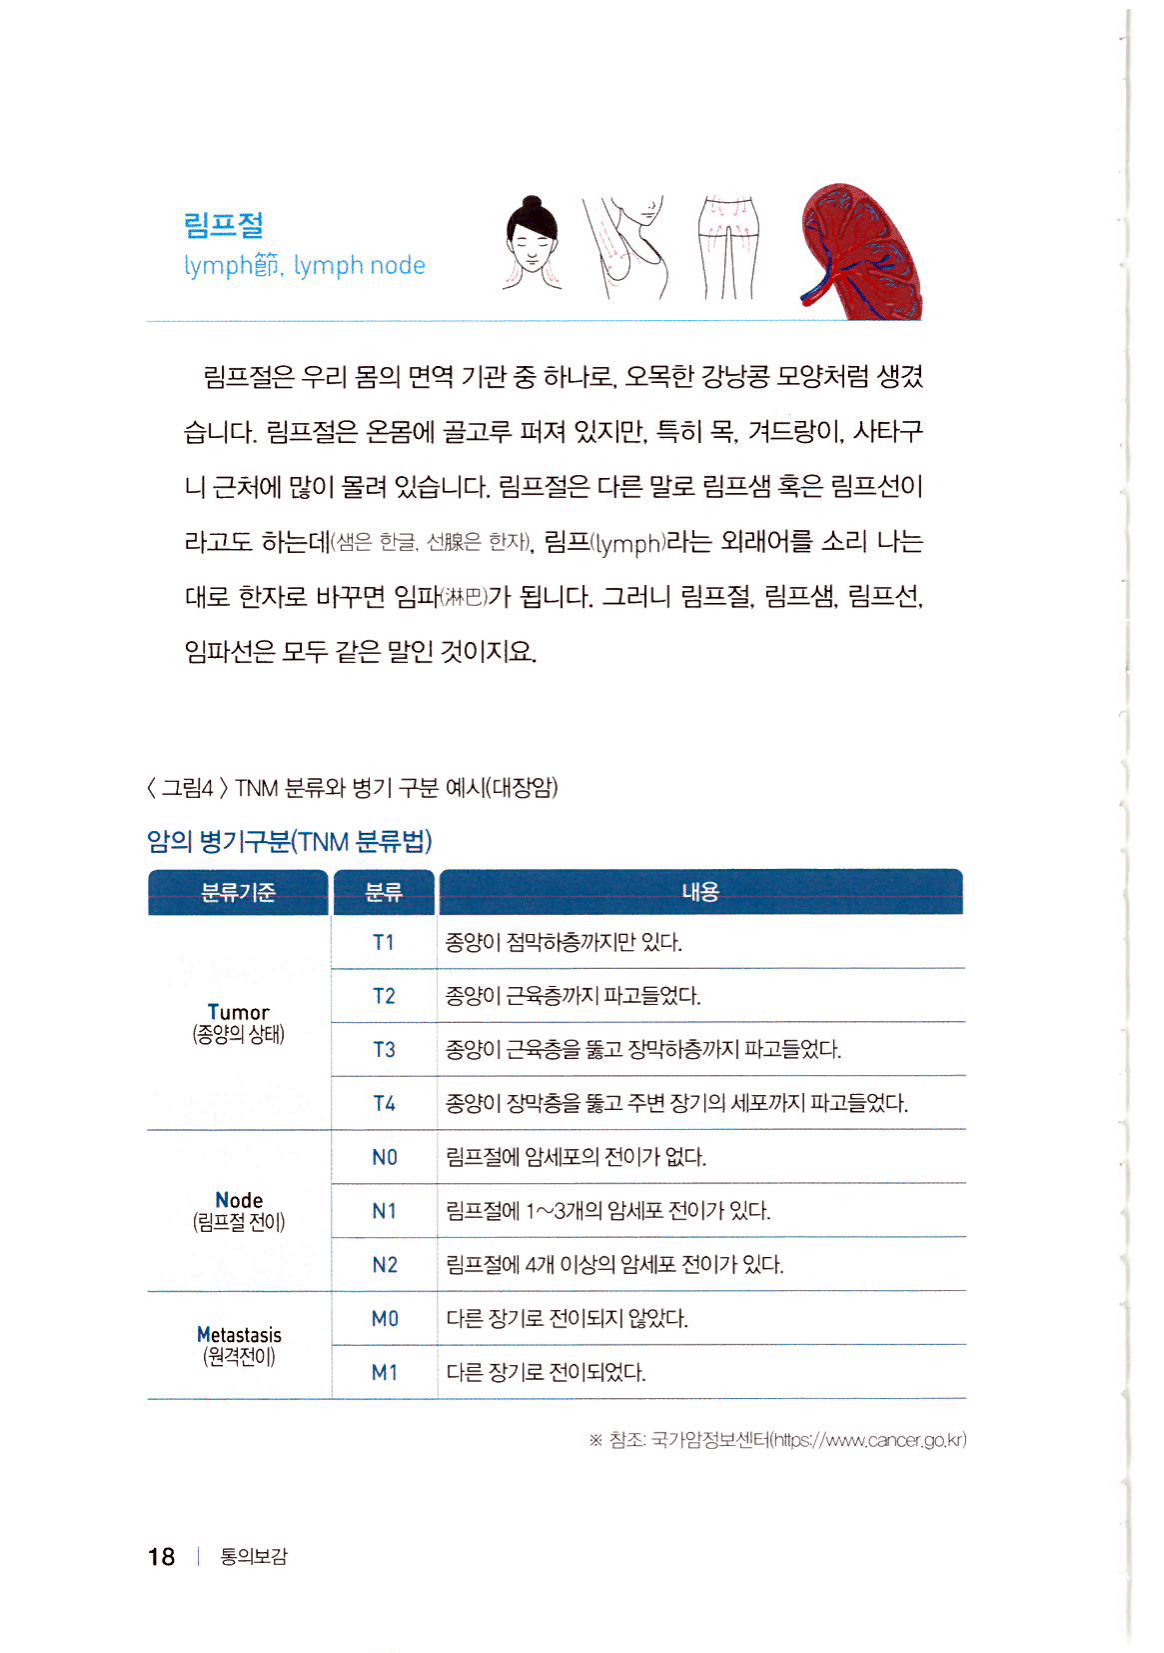 림프절
lymph節, lymph node
림프절은 우리 몸의 면역 기관 중 하나로, 오목한 강낭콩 모양처럼 생겼
습니다. 림프절은 온몸에 골고루 퍼져 있지만, 특히 목, 겨드랑이, 사타구
니 근처에 많이 몰려 있습니다. 림프절은 다른 말로 림프샘 혹은 림프선이
라고도 하는데(샘은 한글, 선腺은 한자), 림프(lymph)라는 외래어를 소리 나는
대로 한자로 바꾸면 임파(淋巴)가 됩니다. 그러니 림프절, 림프샘, 림프선,
임파선은 모두 같은 말인 것이지요.
〈 그림4 〉 TNM 분류와 병기 구분 예시(대장암)
암의 병기구분(TNM 분류법)
분류기준 분류 내용
T1 종양이 점막하층까지만 있다.
T2 종양이 근육층까지 파고들었다.
Tumor
(종양의 상태)
T3 종양이 근육층을 뚫고 장막하층까지 파고들었다.
T4 종양이 장막층을 뚫고 주변 장기의 세포까지 파고들었다.
N0 림프절에 암세포의 전이가 없다.
Node
(림프절 전이)
N1 림프절에 1~3개의 암세포 전이가 있다.
N2 림프절에 4개 이상의 암세포 전이가 있다.
Metastasis
(원격전이)
M0 다른 장기로 전이되지 않았다.
M1 다른 장기로 전이되었다.
※ 참조: 국가암정보센터(https://www.cancer.go.kr)
18 | 통의보감